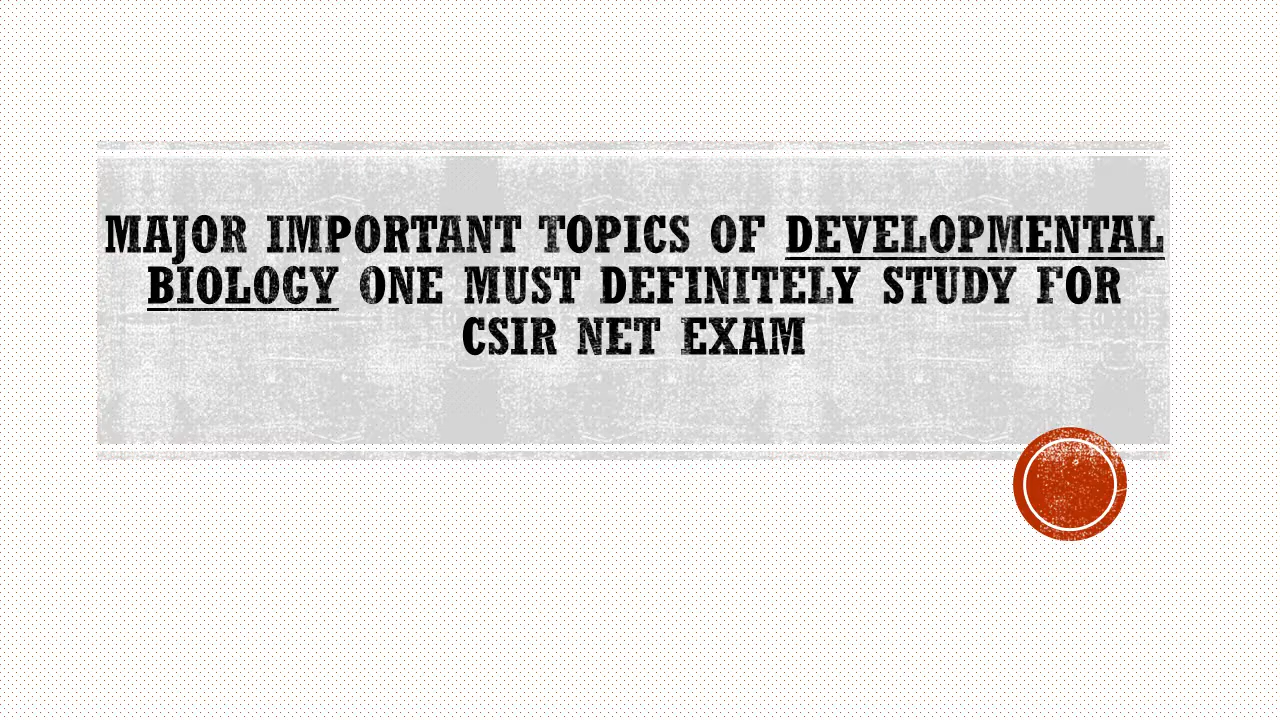 MAJOR IMPORTANT TOPICS OF DEVELOPMENTAL
BIOLOGY ONE MUST DEFINITELY STUDY FOR
CSIR NET EXAM